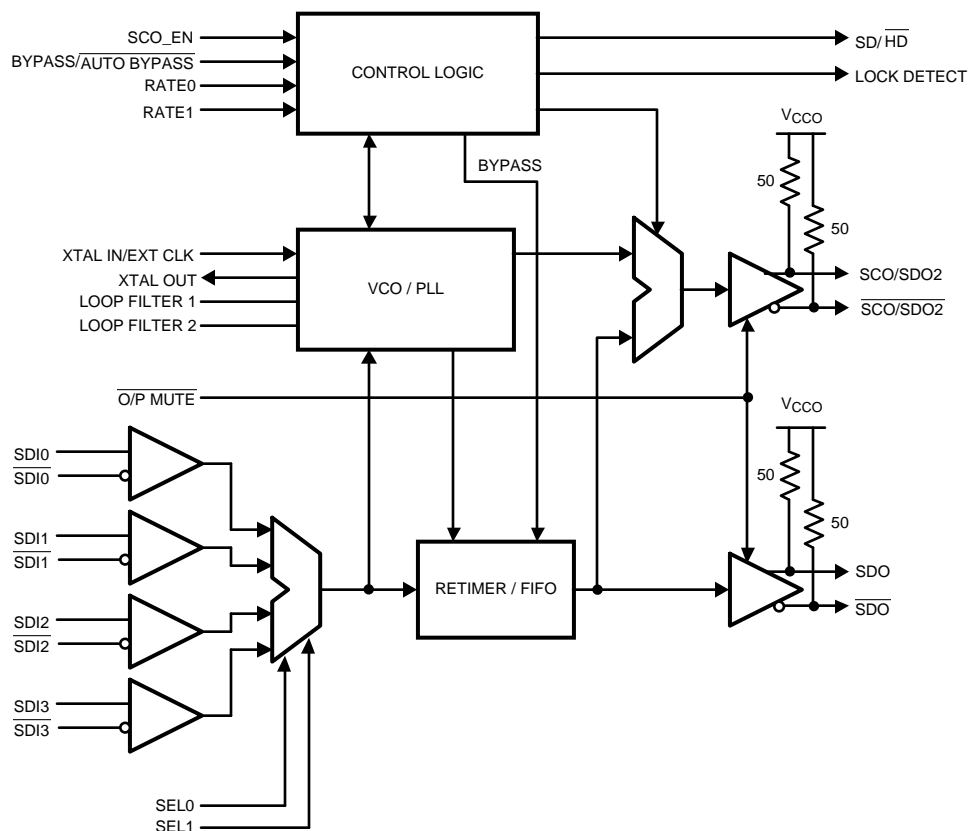 SCO_EN
BYPASS/AUTO BYPASS
RATE0
RATE1
CONTROL LOGIC
SD/HD
LOCK DETECT
BYPASS
VCCO
50
50
XTAL IN/EXT CLK
XTAL OUT
LOOP FILTER 1
LOOP FILTER 2
VCO / PLL
SCO/SDO2
SCO/SDO2
O/P MUTE
VCCO
50
50
SDI0
SDI0
SDI1
SDI1
SDI2
SDI2
SDI3
SDI3
RETIMER / FIFO
SDO
SDO
SEL0
SEL1